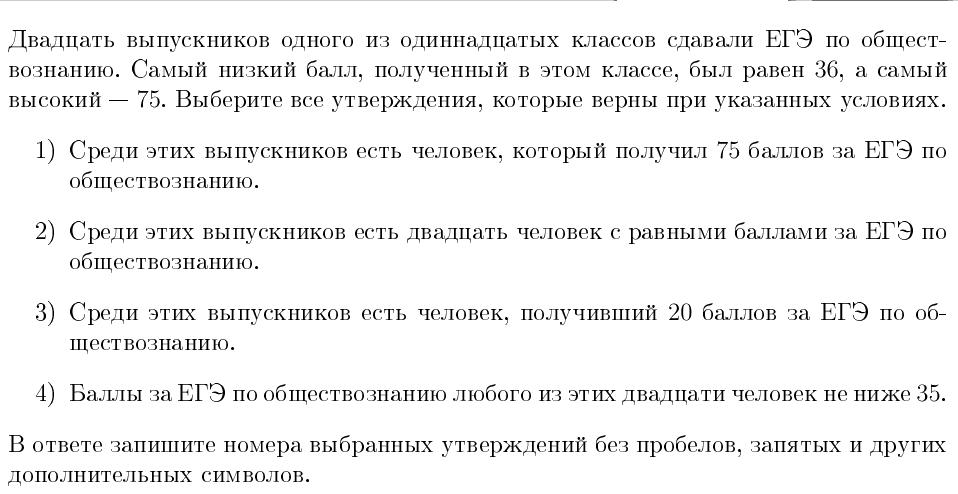 Двадцать выпускников одного из одиннадцатых классов сдавали ЕГЭ по общест-
вознанию. Самый низкий балл, полученный в этом классе, был равен 36, а самый
высокий — 75. Выберите все утверждения, которые верны при указанных условиях.
1) Среди этих выпускников есть человек, который получил 75 баллов за ЕГЭ по
обществознанию.
2) Среди этих выпускников есть двадцать человек с равными баллами за ЕГЭ по
обществознанию.
3) Среди этих выпускников есть человек, получивший 20 баллов за ЕГЭ по об-
ществознанию.
4) Баллы за ЕГЭ по обществознанию любого из этих двадцати человек не ниже 35.
В ответе запишите номера выбранных утверждений без пробелов, запятых и других
дополнительных символов.